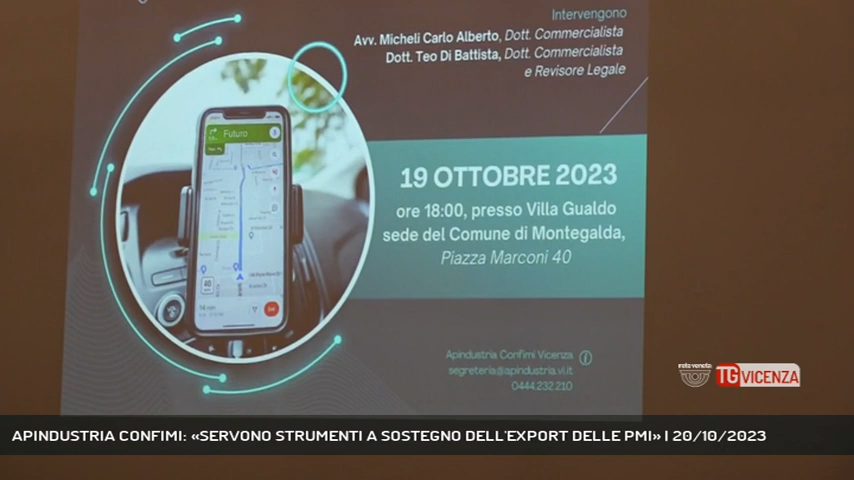 Intervengono
Avv. Micheli Carlo Alberto, Dott. Commercialista
Dott. Teo Di Battista, Dott. Commercialista
e Revisore Legale
Futuro
19 OTTOBRE 2023
ore 18:00, presso Villa Gualdo
sede del Comune di Montegalda,
Piazza Marconi 40
40
Apindustria Confimi Vicenza
segreteria@apindustria.vi.it
0444.232.210
rete veneta
TG VICENZA
APINDUSTRIA CONFIMI: «SERVONO STRUMENTI A SOSTEGNO DELL'EXPORT DELLE PMI» | 20/10/2023